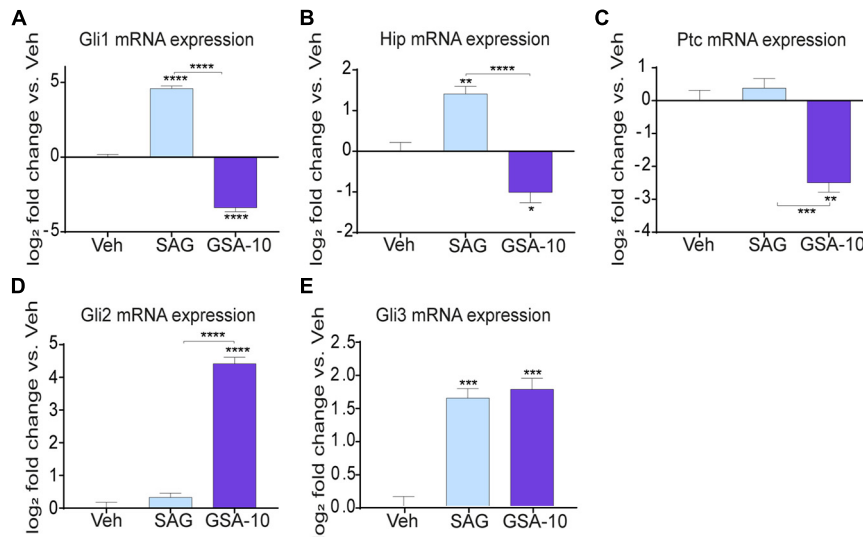 A
Gli1 mRNA expression
log₂ fold change vs. Veh
5
0
-5
****
****
****
Veh SAG GSA-10
B
Hip mRNA expression
log₂ fold change vs. Veh
2
1
0
-1
-2
****
**
*
Veh SAG GSA-10
C
Ptc mRNA expression
log₂ fold change vs. Veh
1
0
-1
-2
-3
-4
**
***
Veh SAG GSA-10
D
Gli2 mRNA expression
log₂ fold change vs. Veh
5
4
3
2
1
0
****
****
Veh SAG GSA-10
E
Gli3 mRNA expression
og₂ fold change vs. Veh
2.5
2.0
1.5
1.0
0.5
0.0
***
***
Veh SAG GSA-10